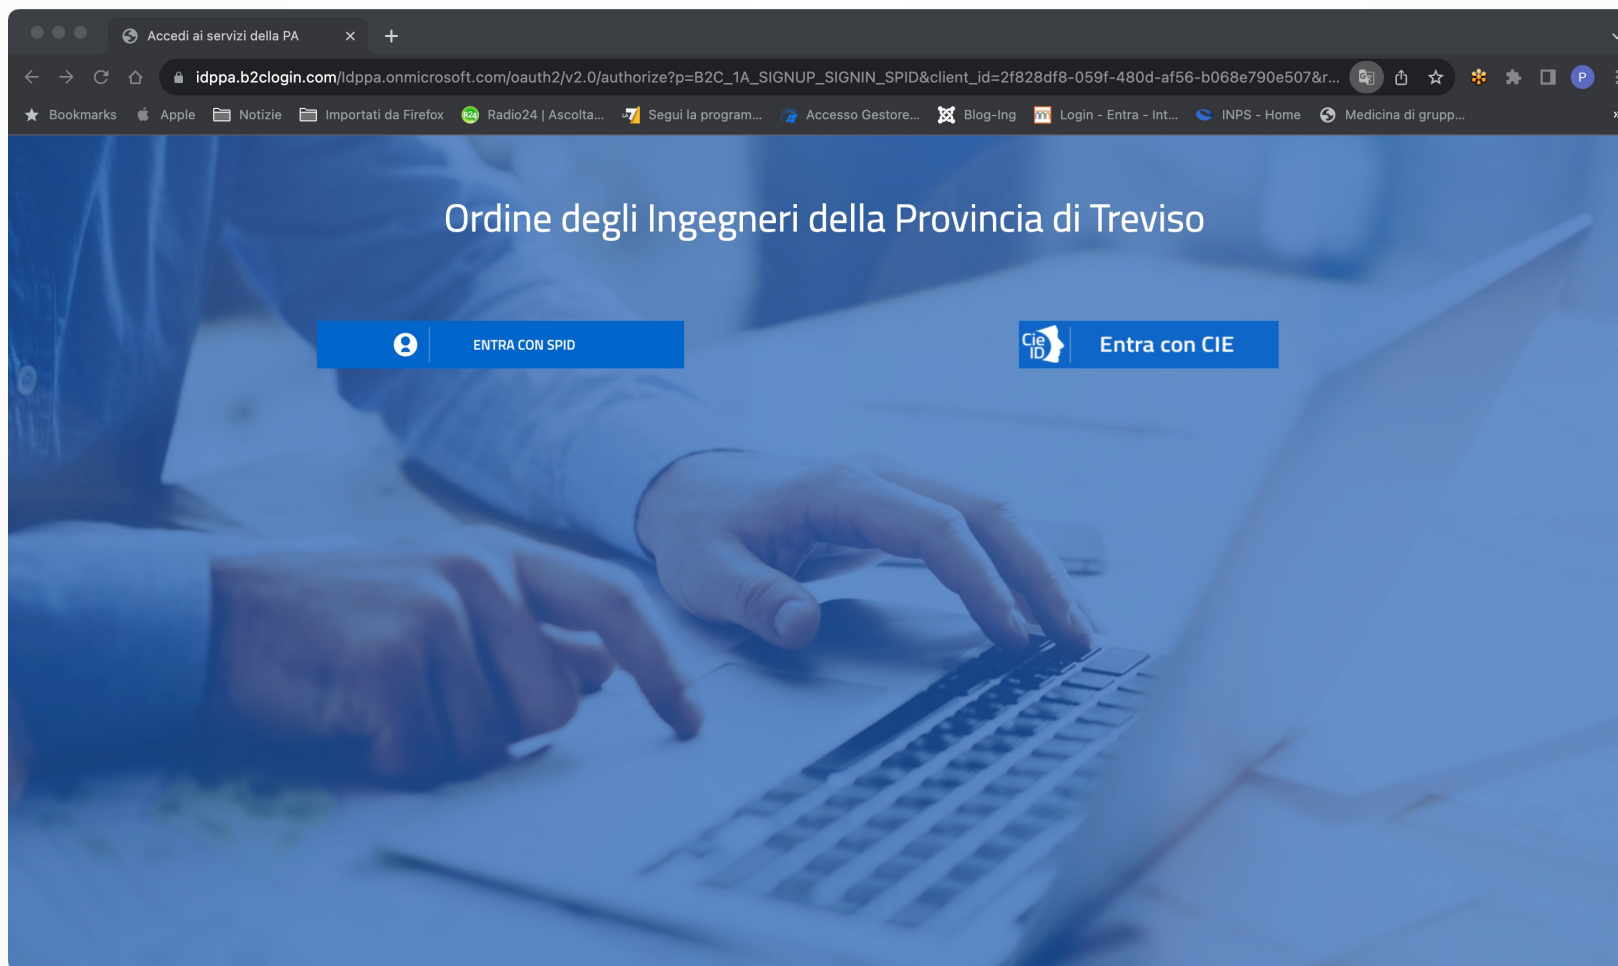 Accedi ai servizi della PA
idppa.b2clogin.com/Idppa.onmicrosoft.com/oauth2/v2.0/authorize?p=B2C_1A_SIGNUP_SIGNIN_SPID&client_id=2f828df8-059f-480d-af56-b068e790e507&r...
P
Bookmarks Apple Notizie Importati da Firefox R24 Radio24 | Ascolta... Segui la program... Accesso Gestore... Blog-Ing Login - Entra - Int... INPS - Home Medicina di grupp... »
Ordine degli Ingegneri della Provincia di Treviso
ENTRA CON SPID
Cie ID Entra con CIE